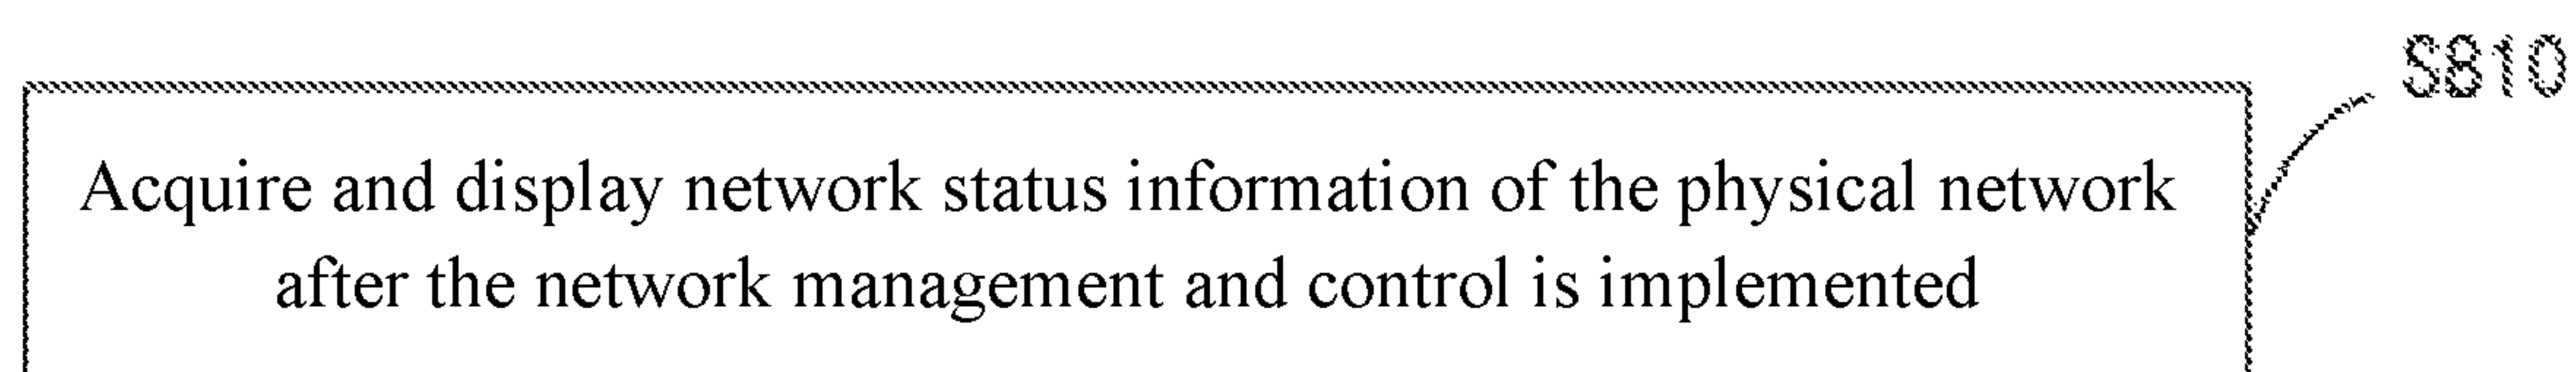 S810
Acquire and display network status information of the physical network
after the network management and control is implemented